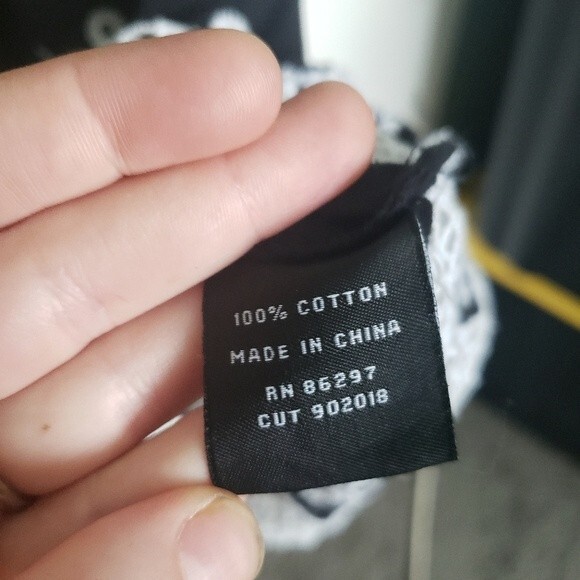 100% COTTON
MADE IN CHINA
RN 86297
CUT 902018